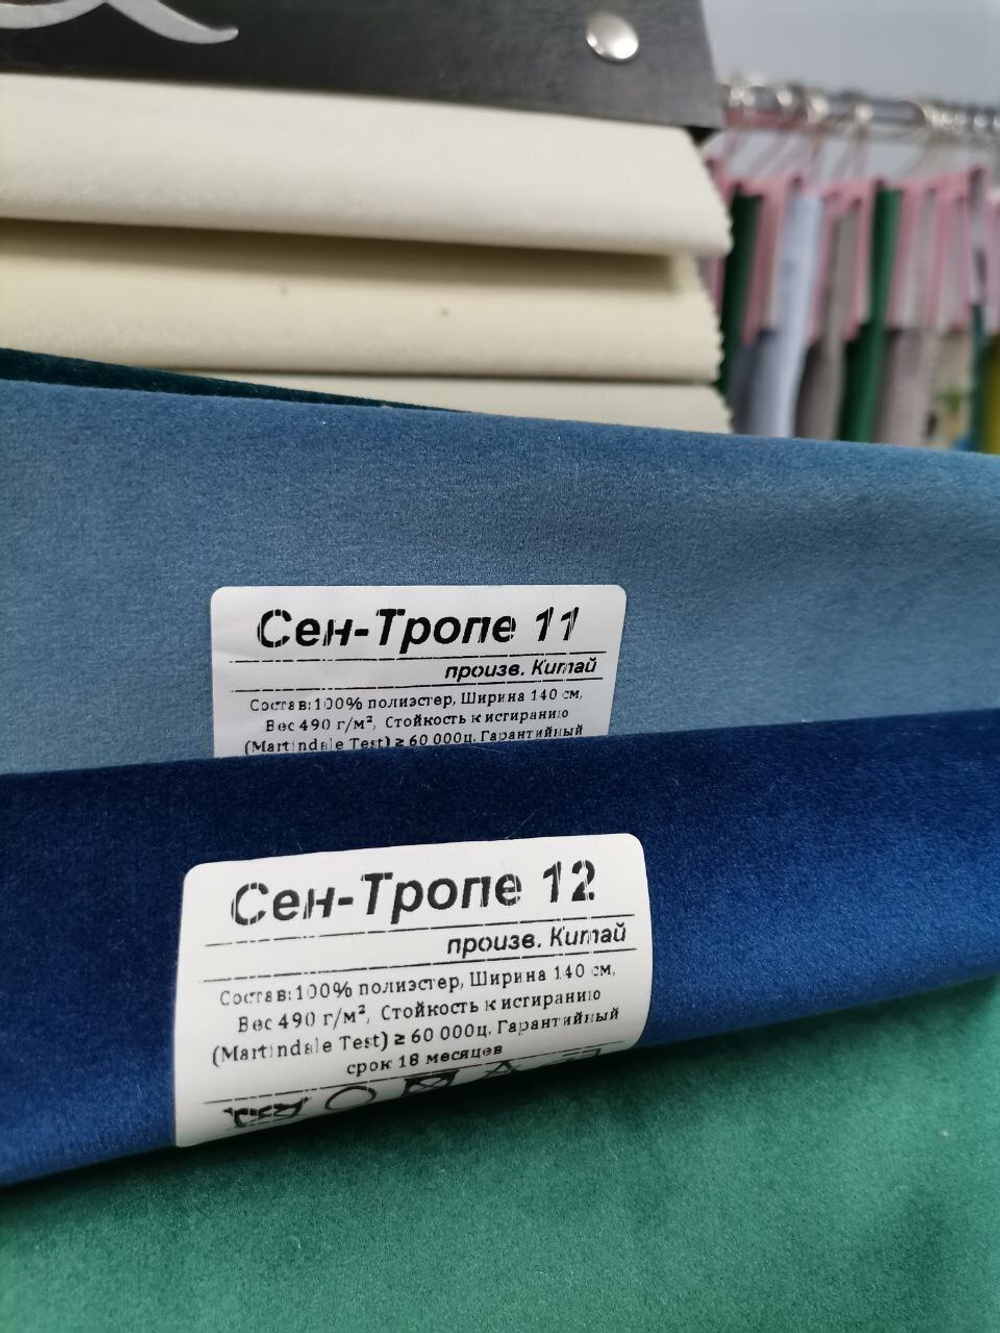 Сен-Тропе 11
произв. Китай
Состав:100% полиэстер, Ширина 140 см,
Вес 490 г/м², Стойкость к истиранию
(Martindale Test) ≥ 60 000ц. Гарантийный
Сен-Тропе 12
произв. Китай
Состав:100% полиэстер, Ширина 140 см,
Вес 490 г/м², Стойкость к истиранию
(Martindale Test) ≥ 60 000ц. Гарантийный
срок 18 месяцев